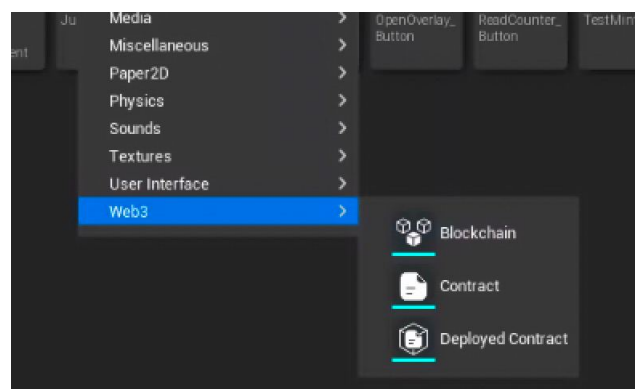 Ju
Media
Miscellaneous
Paper2D
Physics
Sounds
Textures
User Interface
Web3
ent
OpenOverlay_
Button
ReadCounter_
Button
TestMin
Blockchain
Contract
Deployed Contract